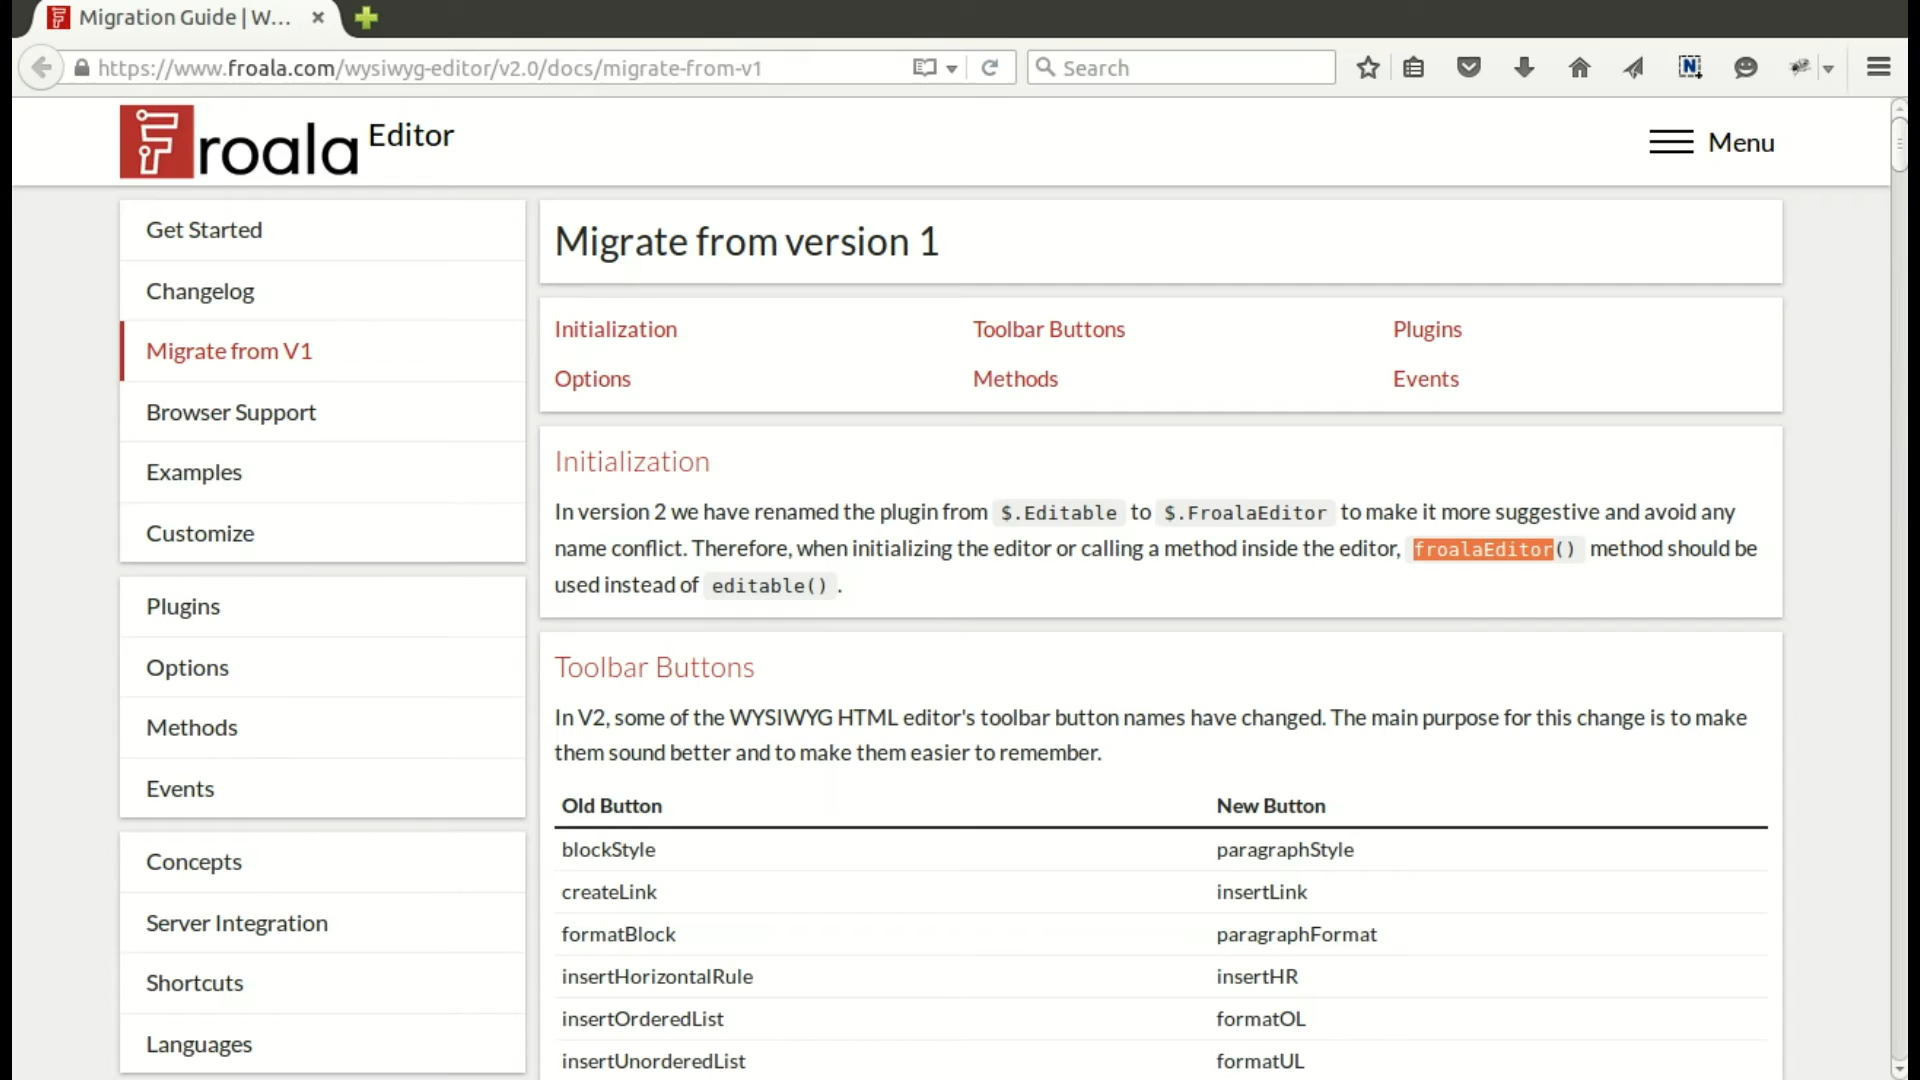 Migration Guide | W...
https://www.froala.com/wysiwyg-editor/v2.0/docs/migrate-from-v1
Search
Froala Editor
Menu
Get Started
Changelog
Migrate from V1
Browser Support
Examples
Customize
Plugins
Options
Methods
Events
Concepts
Server Integration
Shortcuts
Languages
Migrate from version 1
Initialization Toolbar Buttons Plugins
Options Methods Events
Initialization
In version 2 we have renamed the plugin from $.Editable to $.FroalaEditor to make it more suggestive and avoid any
name conflict. Therefore, when initializing the editor or calling a method inside the editor, froalaEditor() method should be
used instead of editable() .
Toolbar Buttons
In V2, some of the WYSIWYG HTML editor's toolbar button names have changed. The main purpose for this change is to make
them sound better and to make them easier to remember.
Old Button New Button
blockStyle paragraphStyle
createLink insertLink
formatBlock paragraphFormat
insertHorizontalRule insertHR
insertOrderedList formatOL
insertUnorderedList formatUL